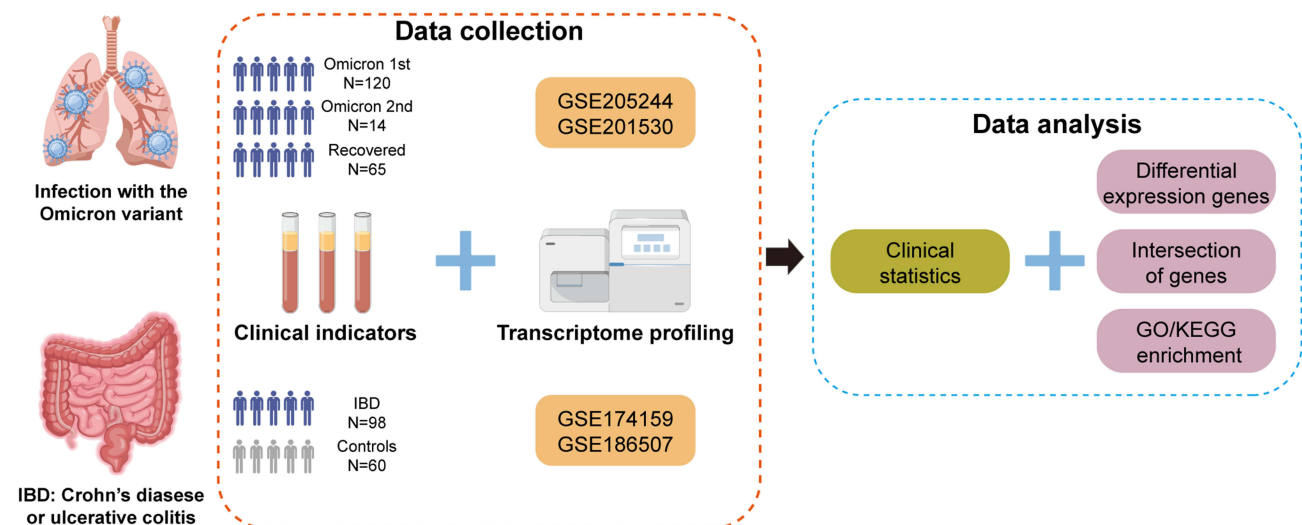 Infection with the
Omicron variant
IBD: Crohn's diasese
or ulcerative colitis
Data collection
Omicron 1st
N=120
Omicron 2nd
N=14
Recovered
N=65
GSE205244
GSE201530
Clinical indicators
Transcriptome profiling
IBD
N=98
Controls
N=60
GSE174159
GSE186507
Data analysis
Clinical
statistics
Differential
expression genes
Intersection
of genes
GO/KEGG
enrichment